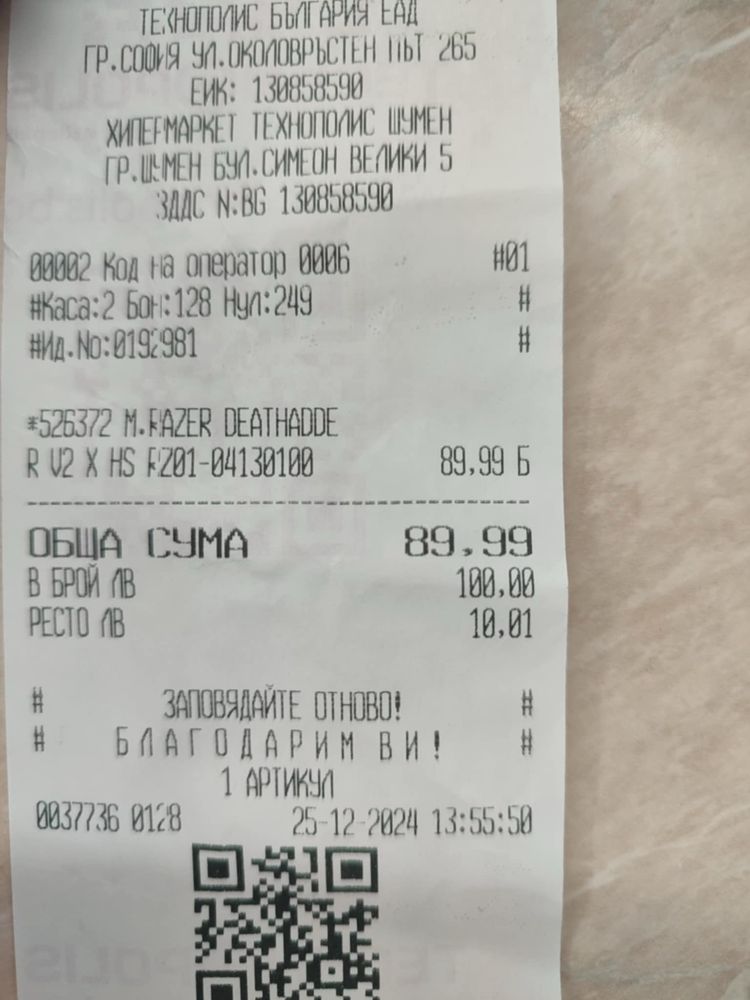 ТЕХНОПОЛИС БЪЛГАРИЯ ЕАД
ГР.СОФИЯ УЛ.ОКОЛОВРЪСТЕН ПЪТ 265
ЕИК: 130858590
ХИПЕРМАРКЕТ ТЕХНОПОЛИС ШУМЕН
ГР.ШУМЕН БУЛ.СИМЕОН ВЕЛИКИ 5
ЗДДС N:BG 130858590
00002 Код на оператор 0006 #01
#Каса:2 Бон:128 Нул:249 #
#Ид.No:0192981 #
*526372 M.RAZER DEATHADDE
R V2 X HS RZ01-04130100 89,99 Б
ОБЩА СУМА 89,99
В БРОЙ ЛВ 100,00
РЕСТО ЛВ 10,01
# ЗАПОВЯДАЙТЕ ОТНОВО! #
# БЛАГОДАРИМ ВИ! #
1 АРТИКУЛ
0037736 0128 25-12-2024 13:55:50